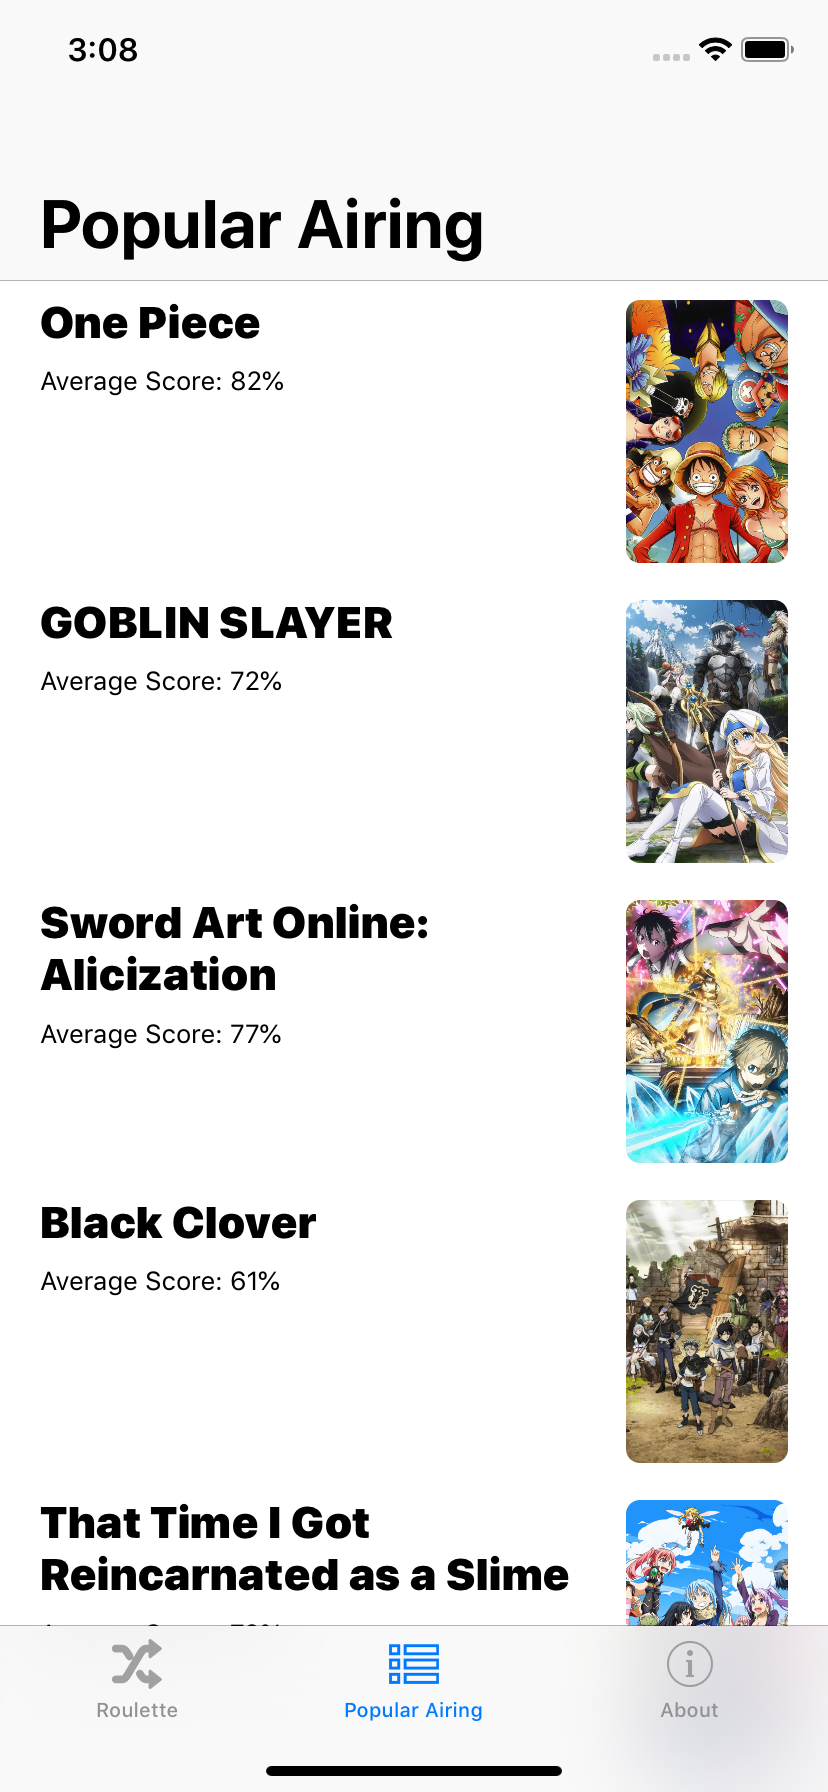 3:08
Popular Airing
One Piece
Average Score: 82%
GOBLIN SLAYER
Average Score: 72%
Sword Art Online:
Alicization
Average Score: 77%
Black Clover
Average Score: 61%
That Time I Got
Reincarnated as a Slime
Roulette
Popular Airing
About